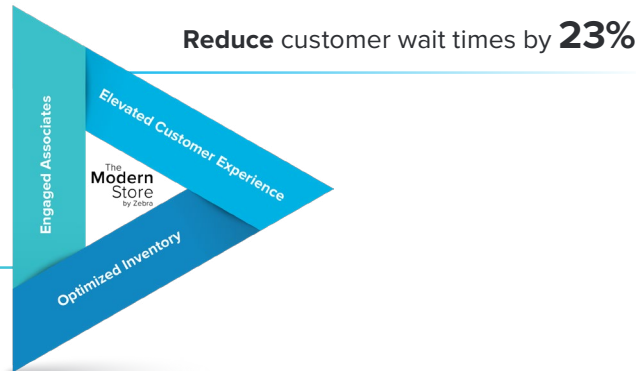 Reduce customer wait times by 23%
Elevated Customer Experience
Engaged Associates
The
Modern
Store
by Zebra
Optimized Inventory